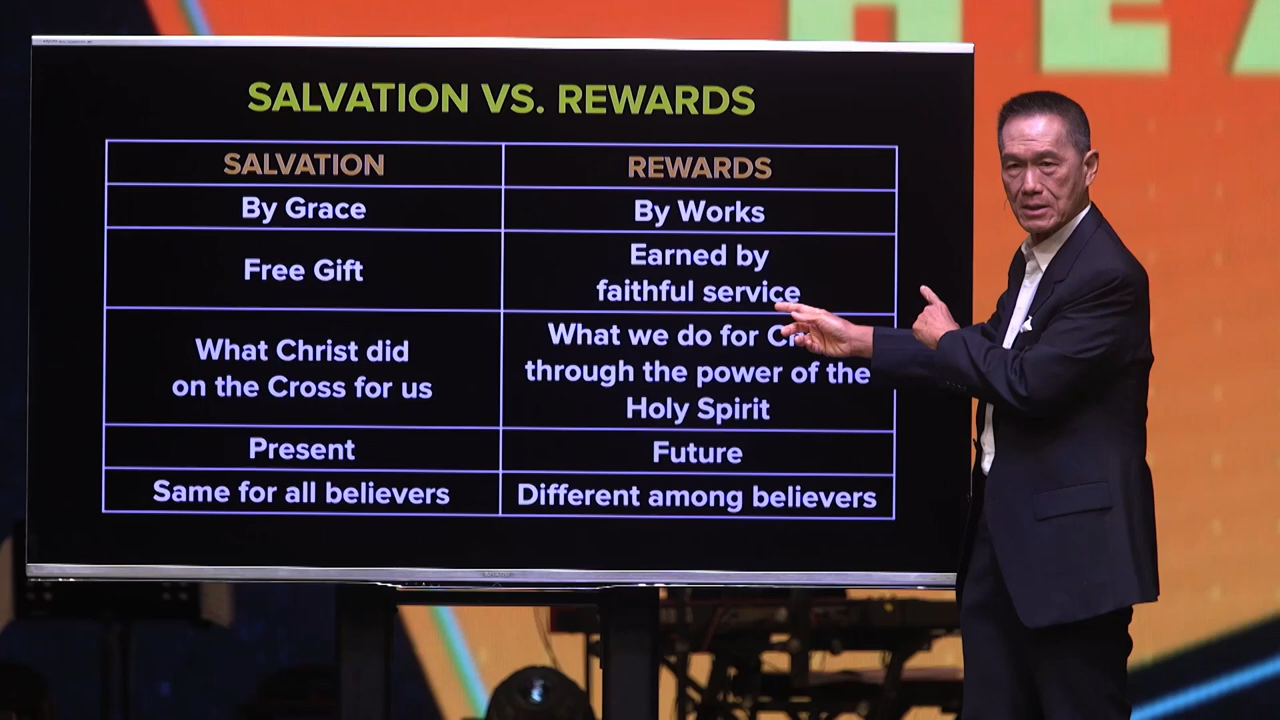 HEA
SALVATION VS. REWARDS
SALVATION
REWARDS
By Grace
By Works
Free Gift
Earned by
faithful service
What Christ did
on the Cross for us
What we do for
through the power of the
Holy Spirit
Present
Future
Same for all believers
Different among believers